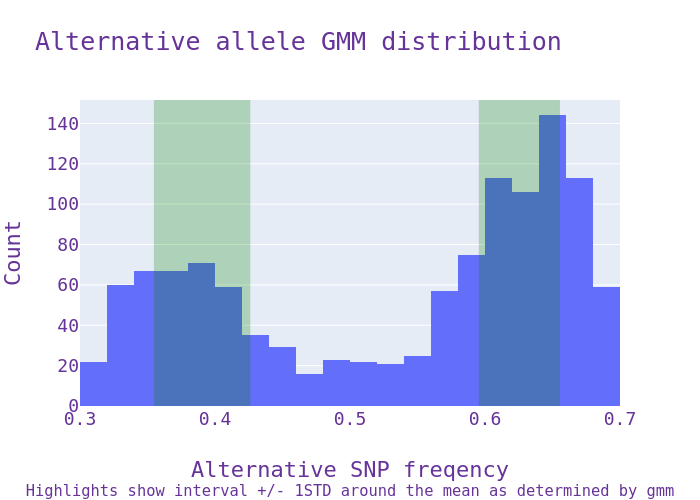 Alternative allele GMM distribution
140
120
100
80
60
40
20
0
Count
0.3 0.4 0.5 0.6 0.7
Alternative SNP freqency
Highlights show interval +/- 1STD around the mean as determined by gmm